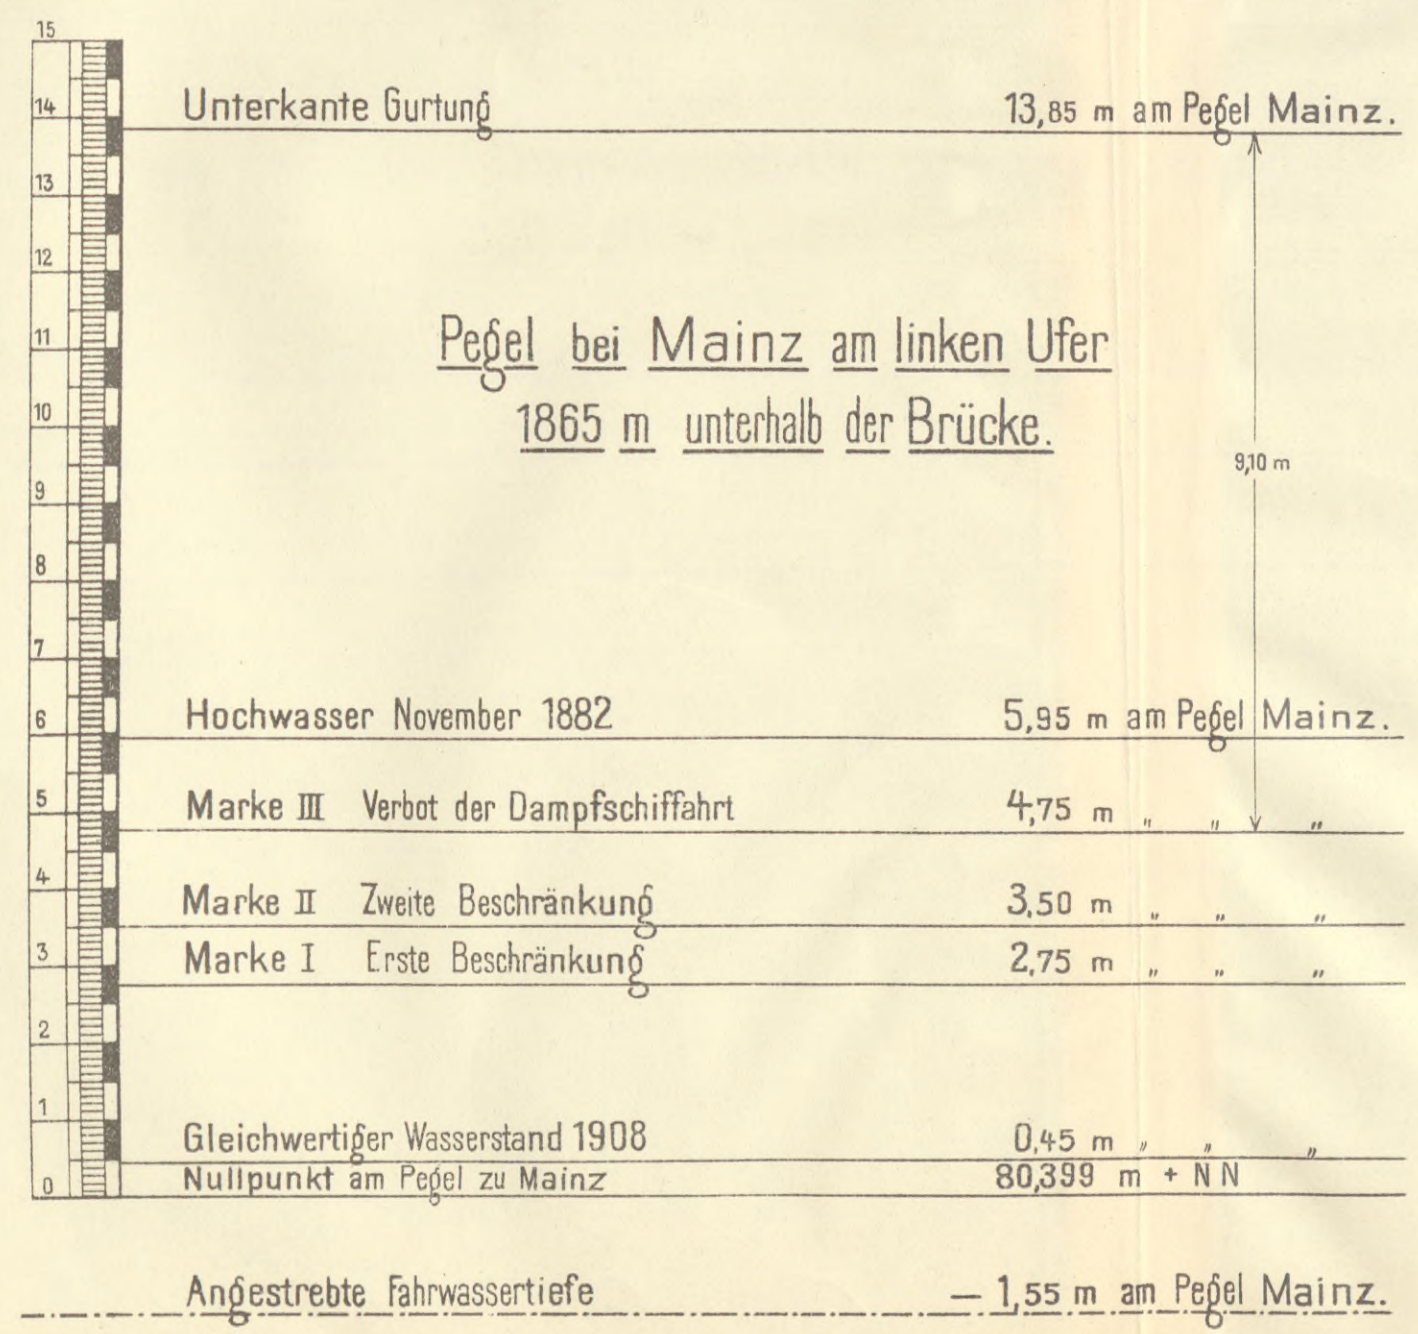 15
14
Unterkante Gurtung 13,85 m am Pegel Mainz.
13
12
11
Pegel bei Mainz am linken Ufer
10
1865 m unterhalb der Brücke.
9,10 m
9
8
7
6
Hochwasser November 1882 5,95 m am Pegel Mainz.
5
Marke III Verbot der Dampfschiffahrt 4,75 m " " "
4
Marke II Zweite Beschränkung 3,50 m " " "
3
Marke I Erste Beschränkung 2,75 m " " "
2
1
Gleichwertiger Wasserstand 1908 0,45 m " " "
0
Nullpunkt am Pegel zu Mainz 80,399 m + N N
Angestrebte Fahrwassertiefe — 1,55 m am Pegel Mainz.